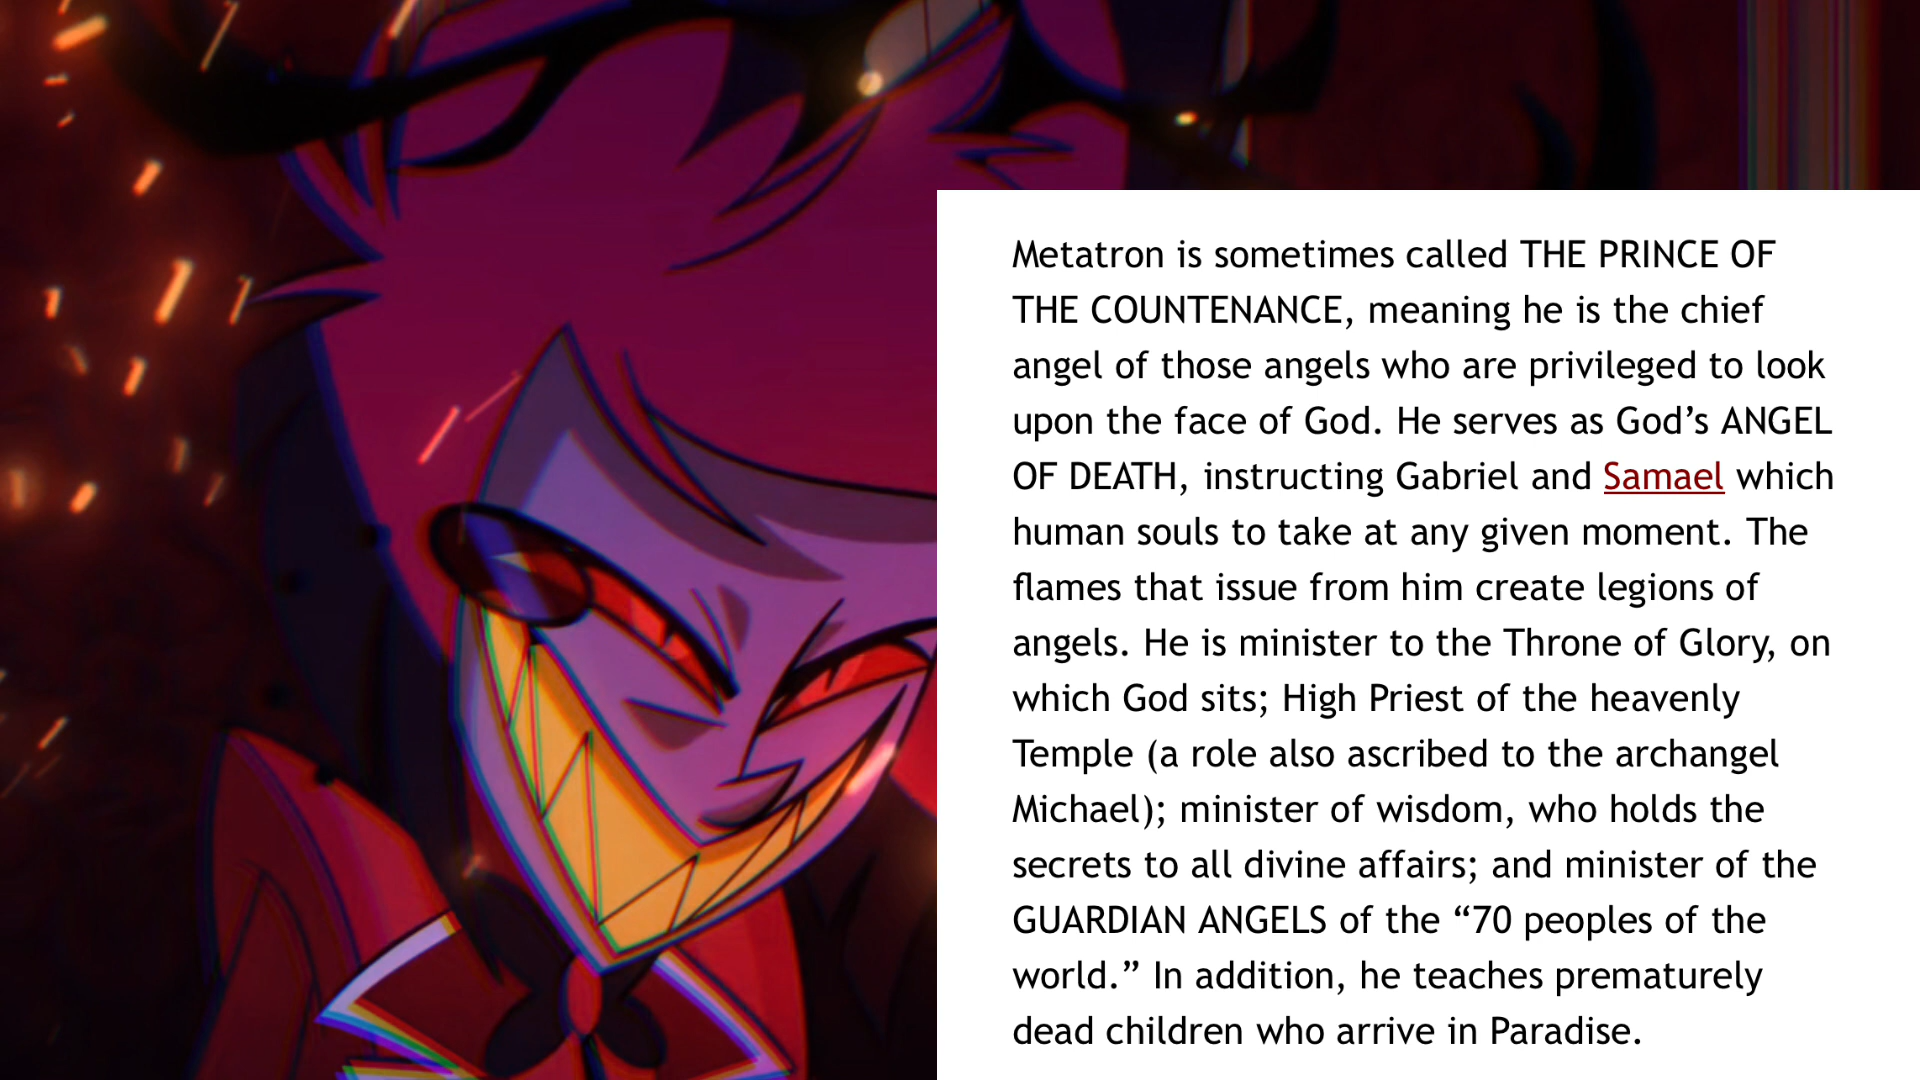 Metatron is sometimes called THE PRINCE OF
THE COUNTENANCE, meaning he is the chief
angel of those angels who are privileged to look
upon the face of God. He serves as God’s ANGEL
OF DEATH, instructing Gabriel and Samael which
human souls to take at any given moment. The
flames that issue from him create legions of
angels. He is minister to the Throne of Glory, on
which God sits; High Priest of the heavenly
Temple (a role also ascribed to the archangel
Michael); minister of wisdom, who holds the
secrets to all divine affairs; and minister of the
GUARDIAN ANGELS of the “70 peoples of the
world.” In addition, he teaches prematurely
dead children who arrive in Paradise.